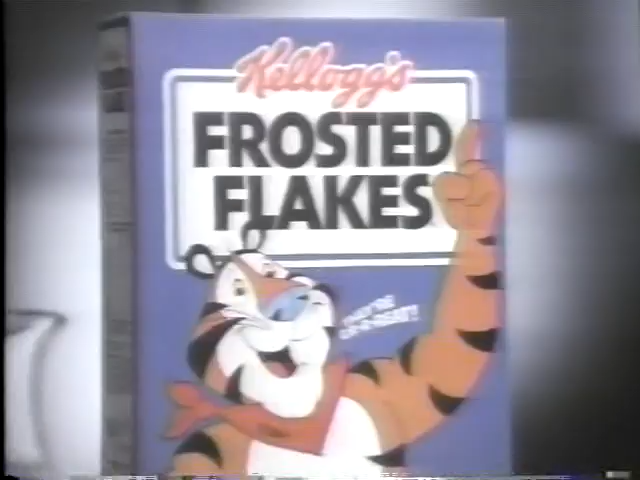 Kellogg's
FROSTED
FLAKES
THEY'RE
GR-R-REAT!